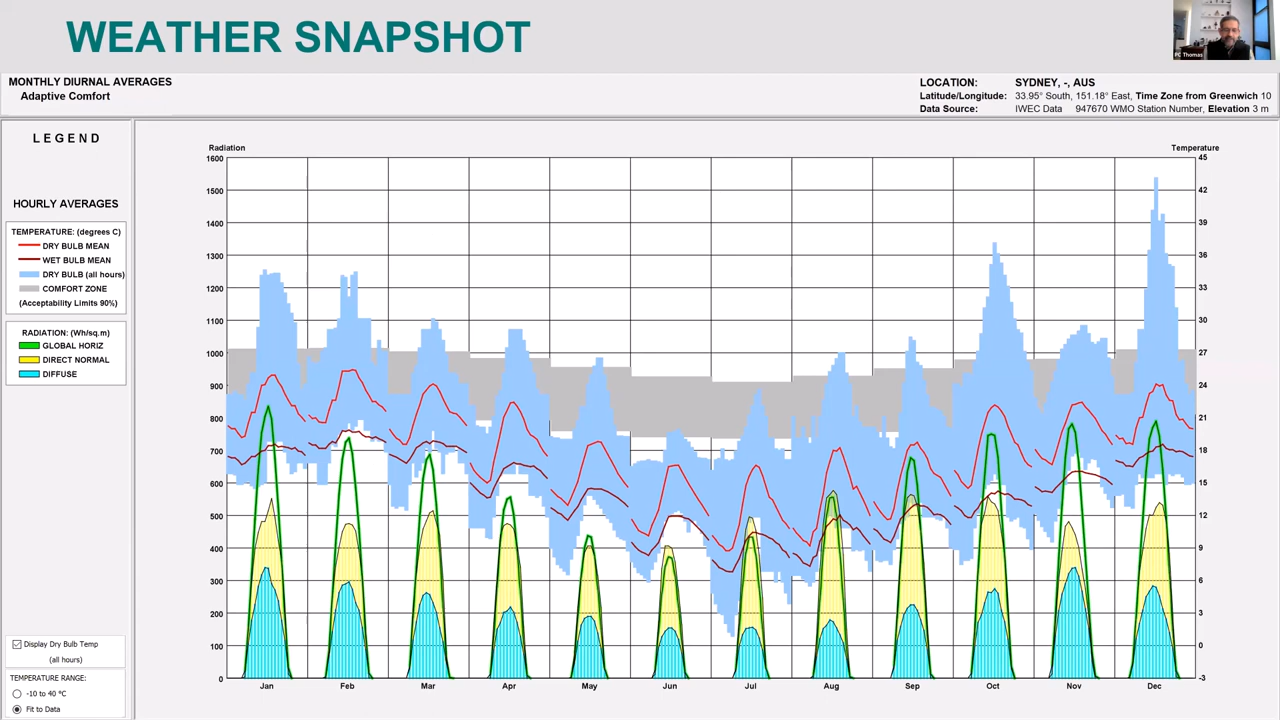 WEATHER SNAPSHOT
PC Thomas
MONTHLY DIURNAL AVERAGES
Adaptive Comfort
LOCATION: SYDNEY, -, AUS
Latitude/Longitude: 33.95° South, 151.18° East, Time Zone from Greenwich 10
Data Source: IWEC Data 947670 WMO Station Number, Elevation 3 m
LEGEND
HOURLY AVERAGES
TEMPERATURE: (degrees C)
DRY BULB MEAN
WET BULB MEAN
DRY BULB (all hours)
COMFORT ZONE
(Acceptability Limits 90%)
RADIATION: (Wh/sq.m)
GLOBAL HORIZ
DIRECT NORMAL
DIFFUSE
Display Dry Bulb Temp
(all hours)
TEMPERATURE RANGE:
-10 to 40 °C
Fit to Data
Radiation Temperature
1600 45
1500 42
1400 39
1300 36
1200 33
1100 30
1000 27
900 24
800 21
700 18
600 15
500 12
400 9
300 6
200 3
100 0
0 -3
Jan Feb Mar Apr May Jun Jul Aug Sep Oct Nov Dec